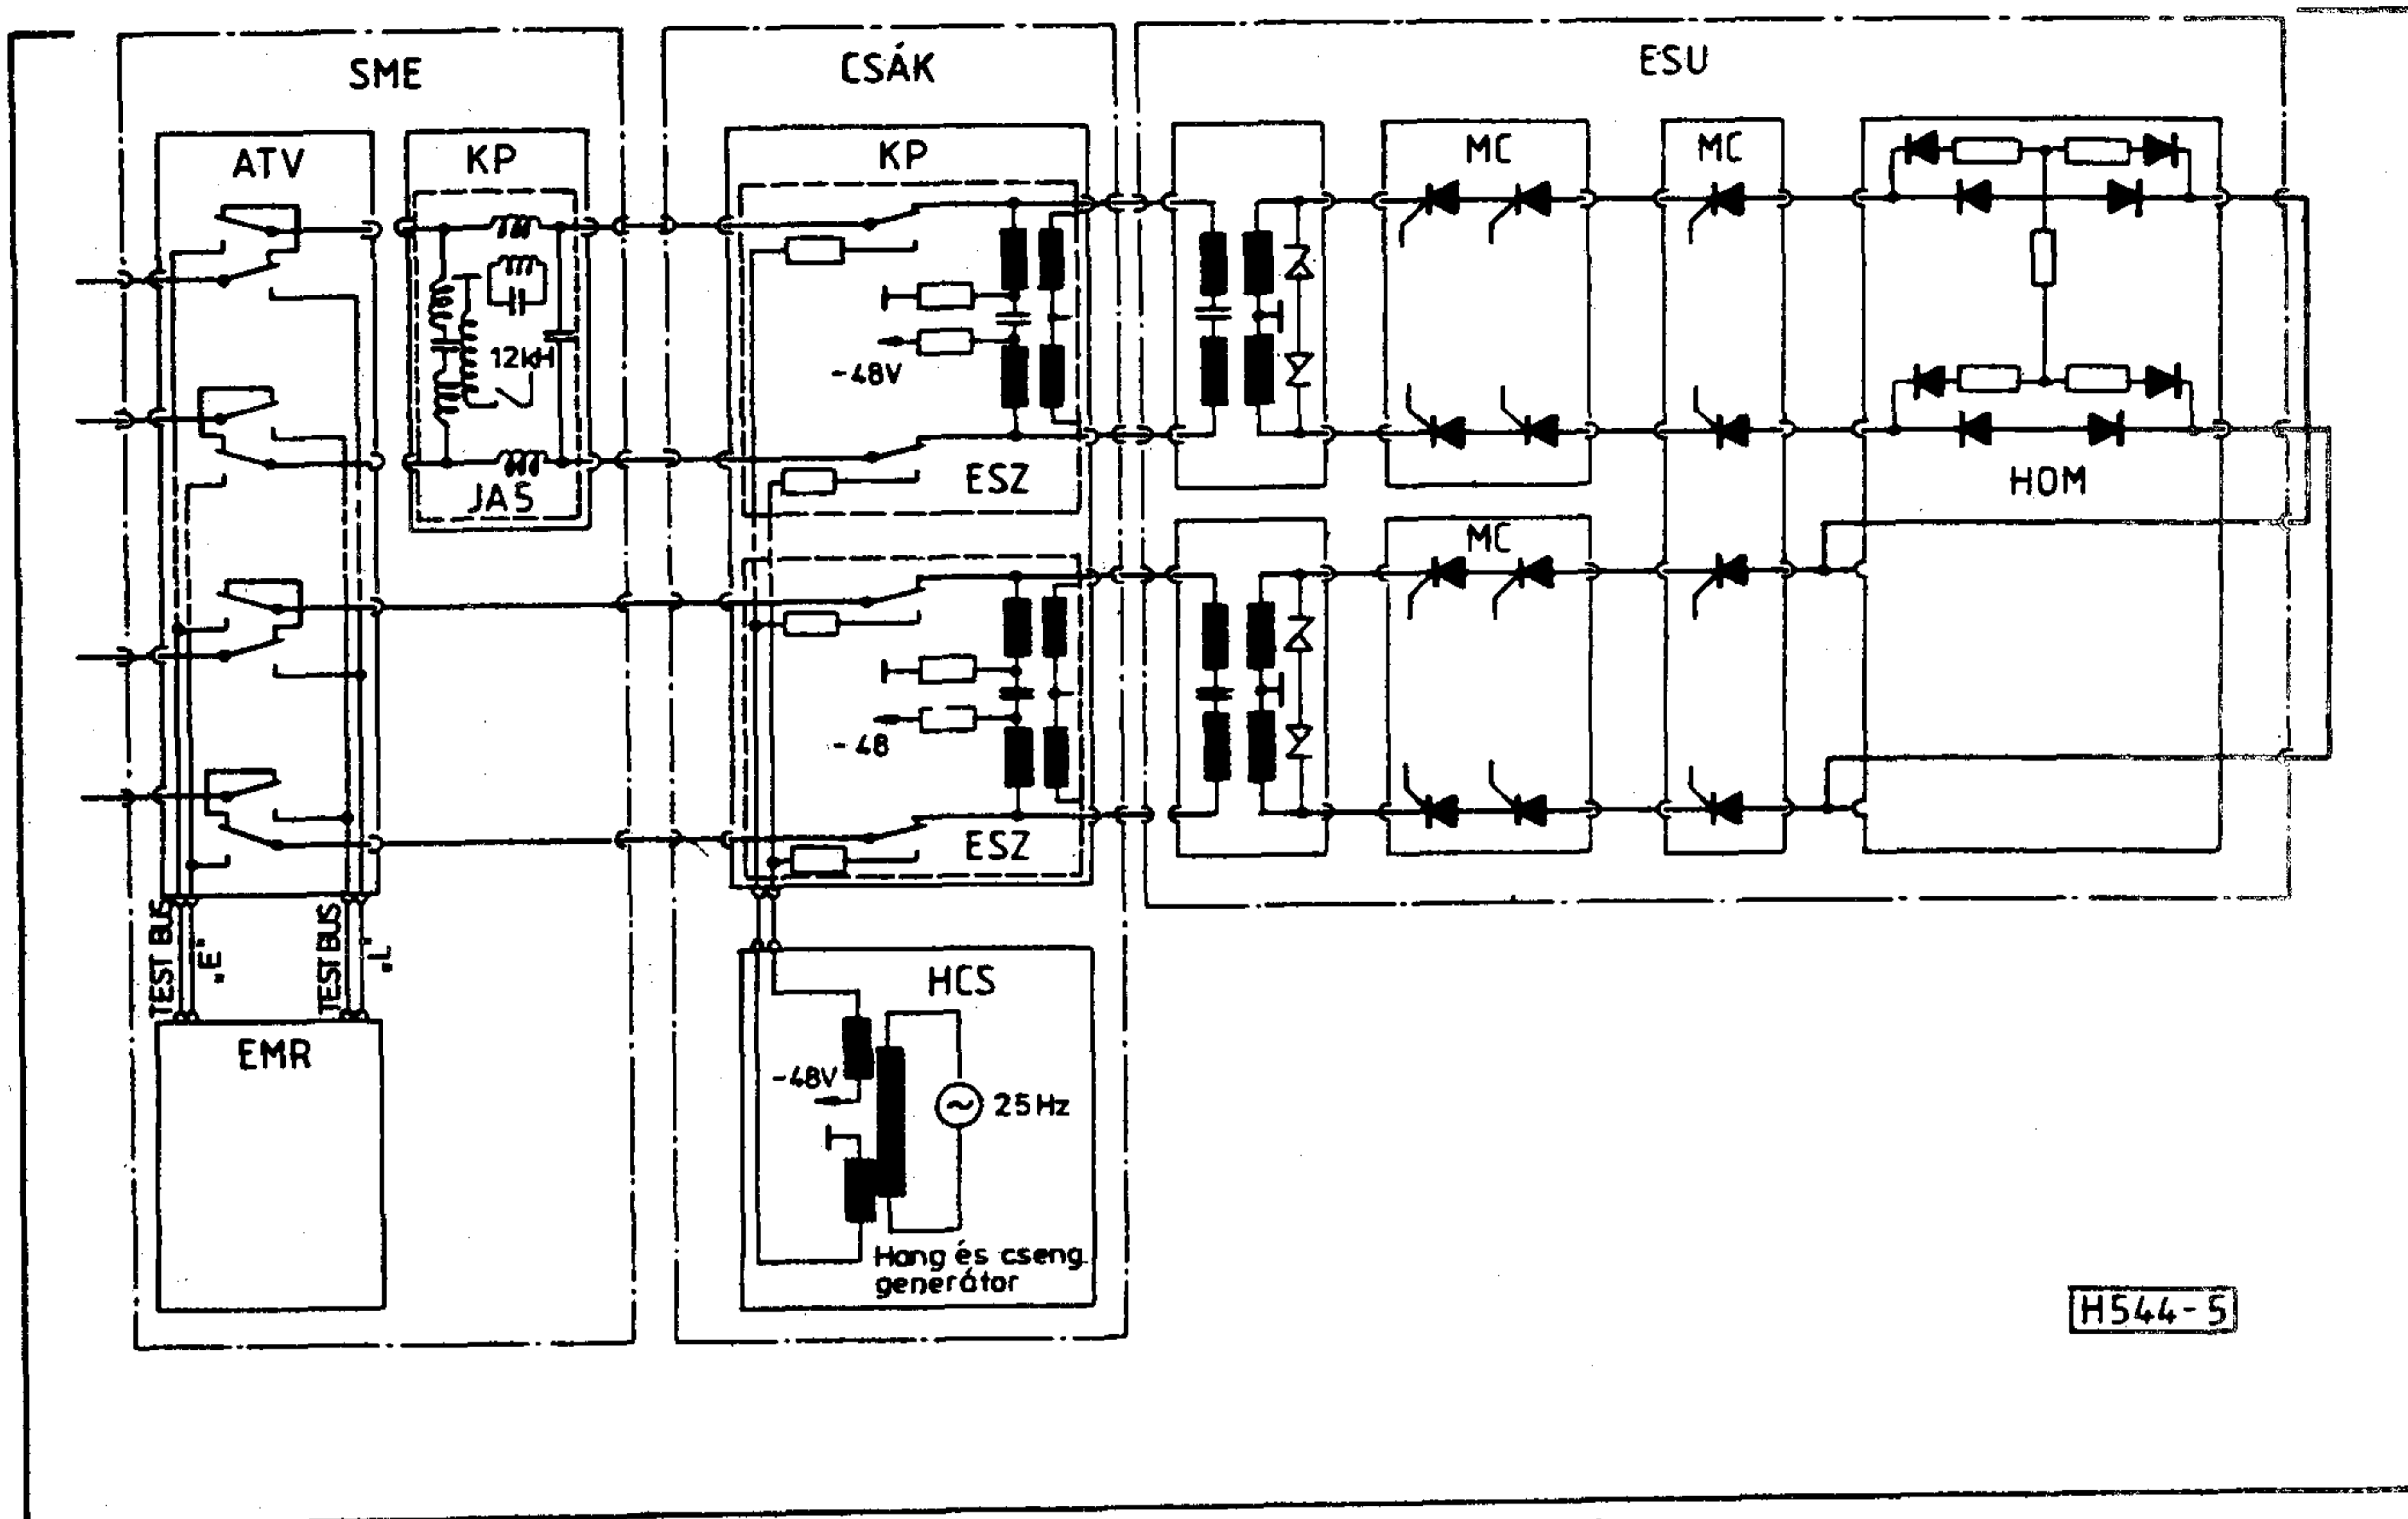 SME
CSÁK
ESU
ATV
KP
KP
MC
MC
12kH
-48V
JAS
ESZ
HOM
MC
-48
ESZ
TEST BUS
„E"
TEST BUS
„L"
EMR
HCS
-48V
25Hz
Hang és cseng
generátor
H544-5